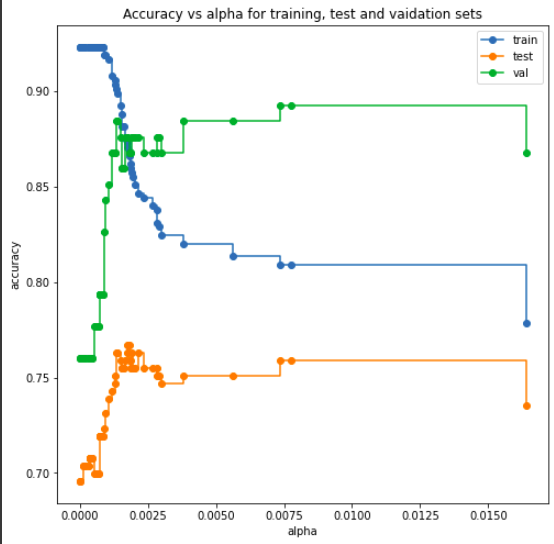 Accuracy vs alpha for training, test and vaidation sets
train
test
val
0.90
0.85
0.80
0.75
0.70
accuracy
0.0000 0.0025 0.0050 0.0075 0.0100 0.0125 0.0150
alpha